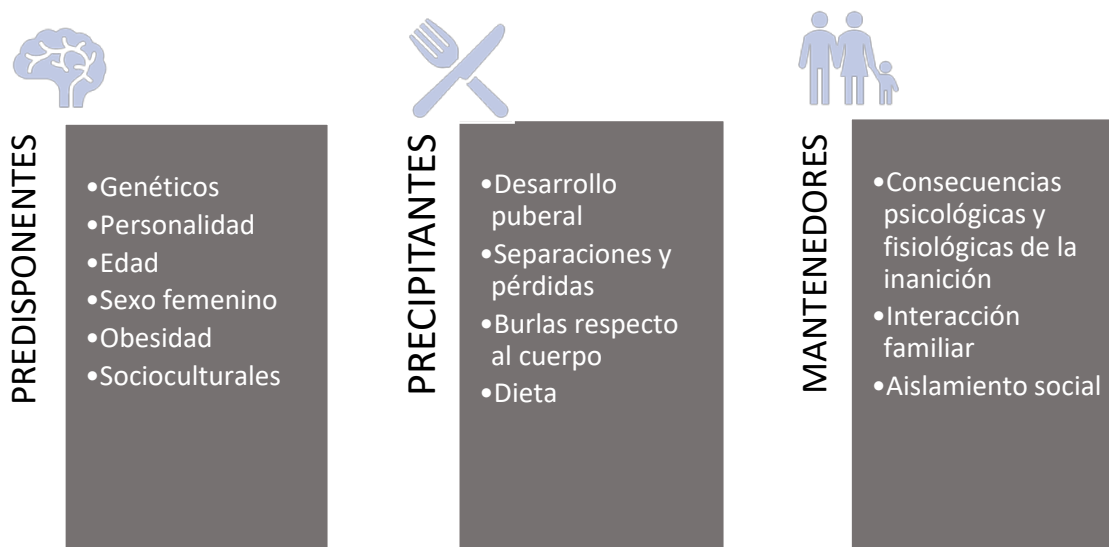 PREDISPONENTES
•Genéticos
•Personalidad
•Edad
•Sexo femenino
•Obesidad
•Socioculturales
PRECIPITANTES
•Desarrollo
puberal
•Separaciones y
pérdidas
•Burlas respecto
al cuerpo
•Dieta
MANTENEDORES
•Consecuencias
psicológicas y
fisiológicas de la
inanición
•Interacción
familiar
•Aislamiento social